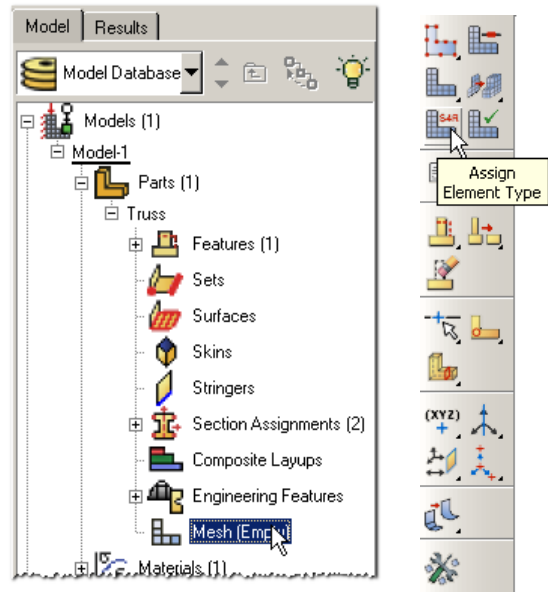 Model
Results
Model Database
Models (1)
Model-1
Parts (1)
Truss
Features (1)
Sets
Surfaces
Skins
Stringers
Section Assignments (2)
Composite Layups
Engineering Features
Mesh (Empty
Materials (1)
S4R
Assign
Element Type
(XYZ)